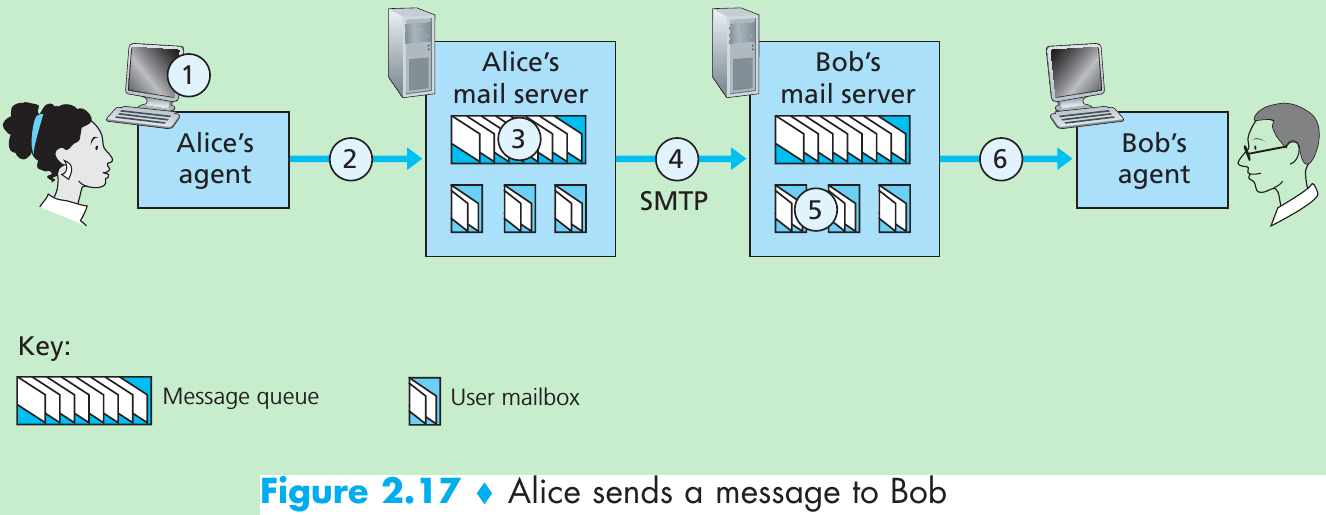 1
Alice's
agent
2
Alice's
mail server
3
4
SMTP
Bob's
mail server
5
6
Bob's
agent
Key:
Message queue
User mailbox
Figure 2.17 ♦ Alice sends a message to Bob